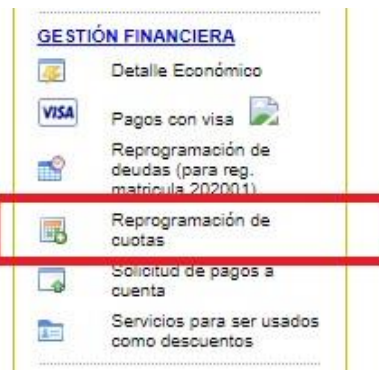 GESTIÓN FINANCIERA
Detalle Económico
VISA
Pagos con visa
Reprogramación de
deudas (para reg.
matricula 202001)
Reprogramación de
cuotas
Solicitud de pagos a
cuenta
Servicios para ser usados
como descuentos